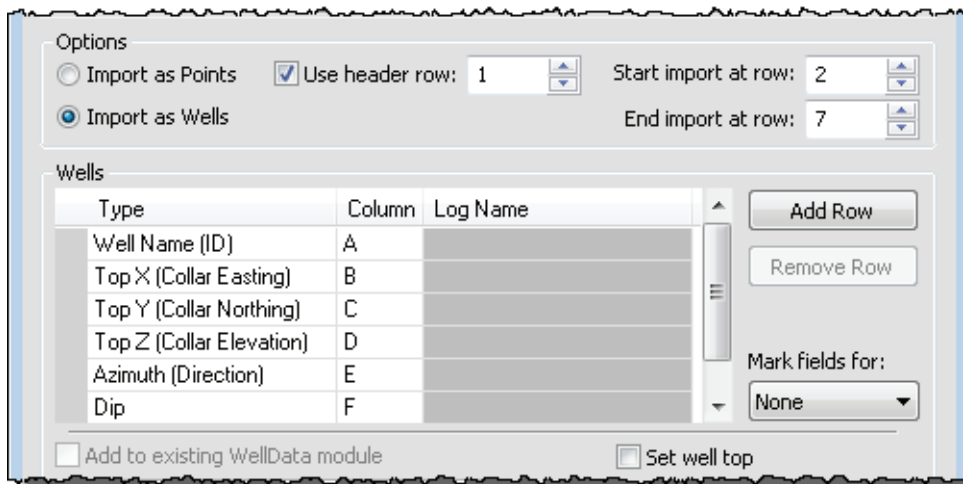 Options
Import as Points Use header row: 1 Start import at row: 2
Import as Wells End import at row: 7
Wells
Type Column Log Name Add Row
Well Name (ID) A
Top X (Collar Easting) B Remove Row
Top Y (Collar Northing) C
Top Z (Collar Elevation) D
Azimuth (Direction) E Mark fields for:
Dip F None
Add to existing WellData module Set well top